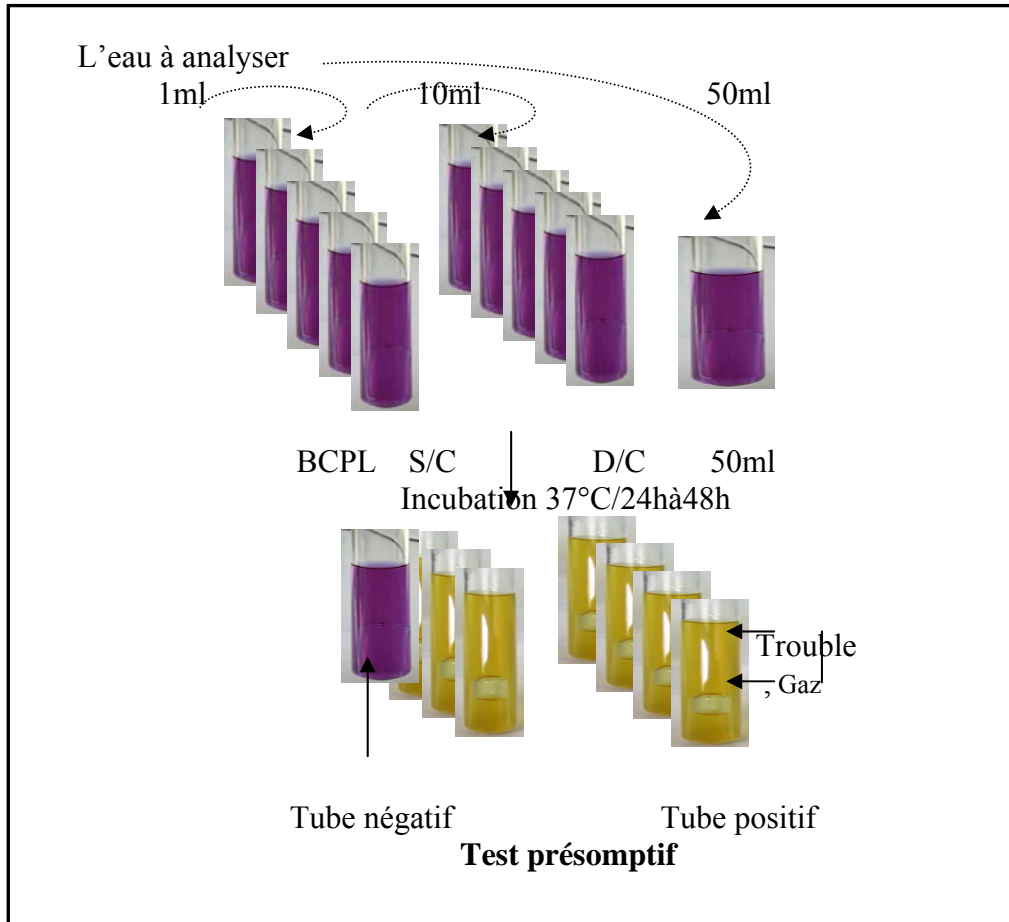 L’eau à analyser
1ml 10ml 50ml
BCPL S/C D/C 50ml
Incubation 37°C/24hà48h
Trouble
, Gaz
Tube négatif Tube positif
Test présomptif